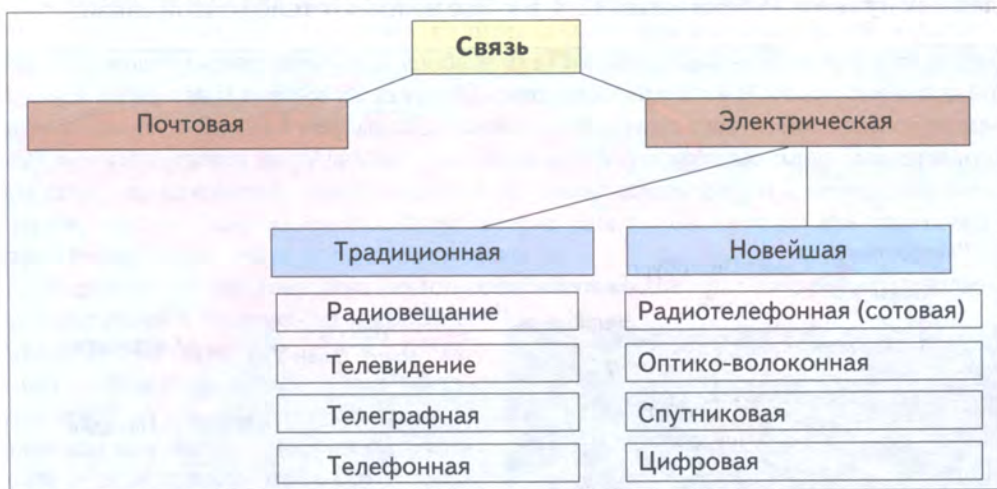 Связь
Почтовая
Электрическая
Традиционная
Новейшая
Радиовещание
Радиотелефонная (сотовая)
Телевидение
Оптико-волоконная
Телеграфная
Спутниковая
Телефонная
Цифровая